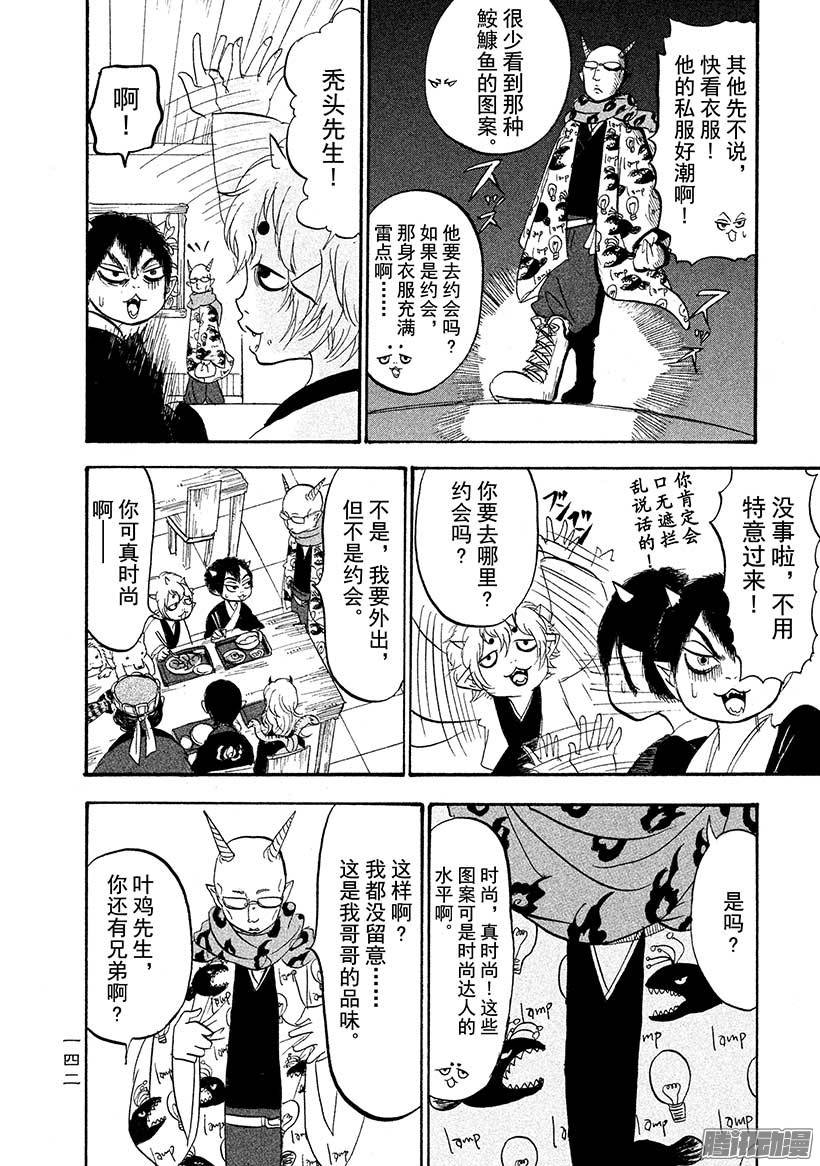 其他先不说，
快看衣服！
他的私服好潮啊！
很少看到那种
鮟鱇鱼的图案。
他要去约会吗？
如果是约会，
那身衣服充满
雷点啊……
秃头先生！
啊！
没事啦，不用
特意过来！
你肯定会
口无遮拦
乱说话的！
你要去哪里
约会吗？
不是，我要外出，
但不是约会。
你可真时尚
啊——
是吗？
时尚，真时尚！这些
图案可是时尚达人的
水平啊。
lamp
lamp
lamp
lamp
这样啊？
我都没留意……
这是我哥哥的品味。
叶鸡先生，
你还有兄弟啊？
lamp
lamp
一四二
腾讯动漫